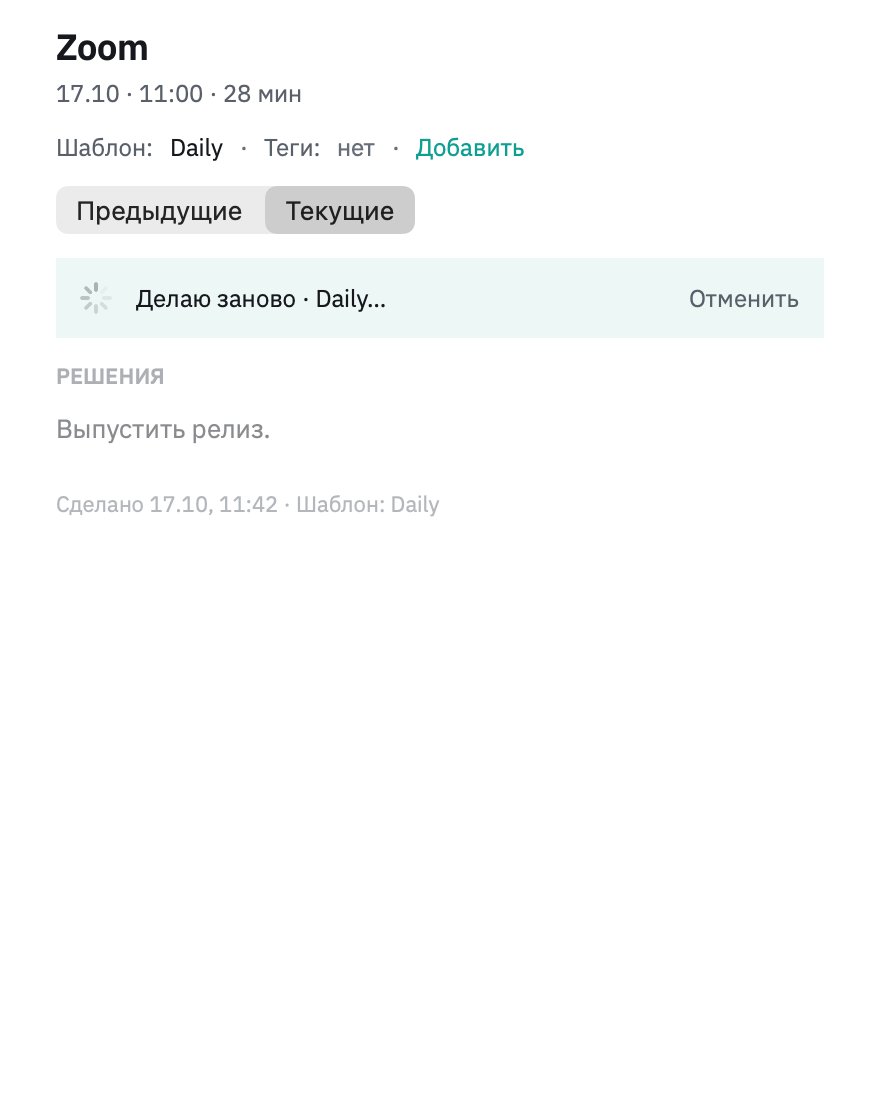 Zoom
17.10 · 11:00 · 28 мин
Шаблон: Daily · Теги: нет · Добавить
Предыдущие Текущие
Делаю заново · Daily... Отменить
РЕШЕНИЯ
Выпустить релиз.
Сделано 17.10, 11:42 · Шаблон: Daily